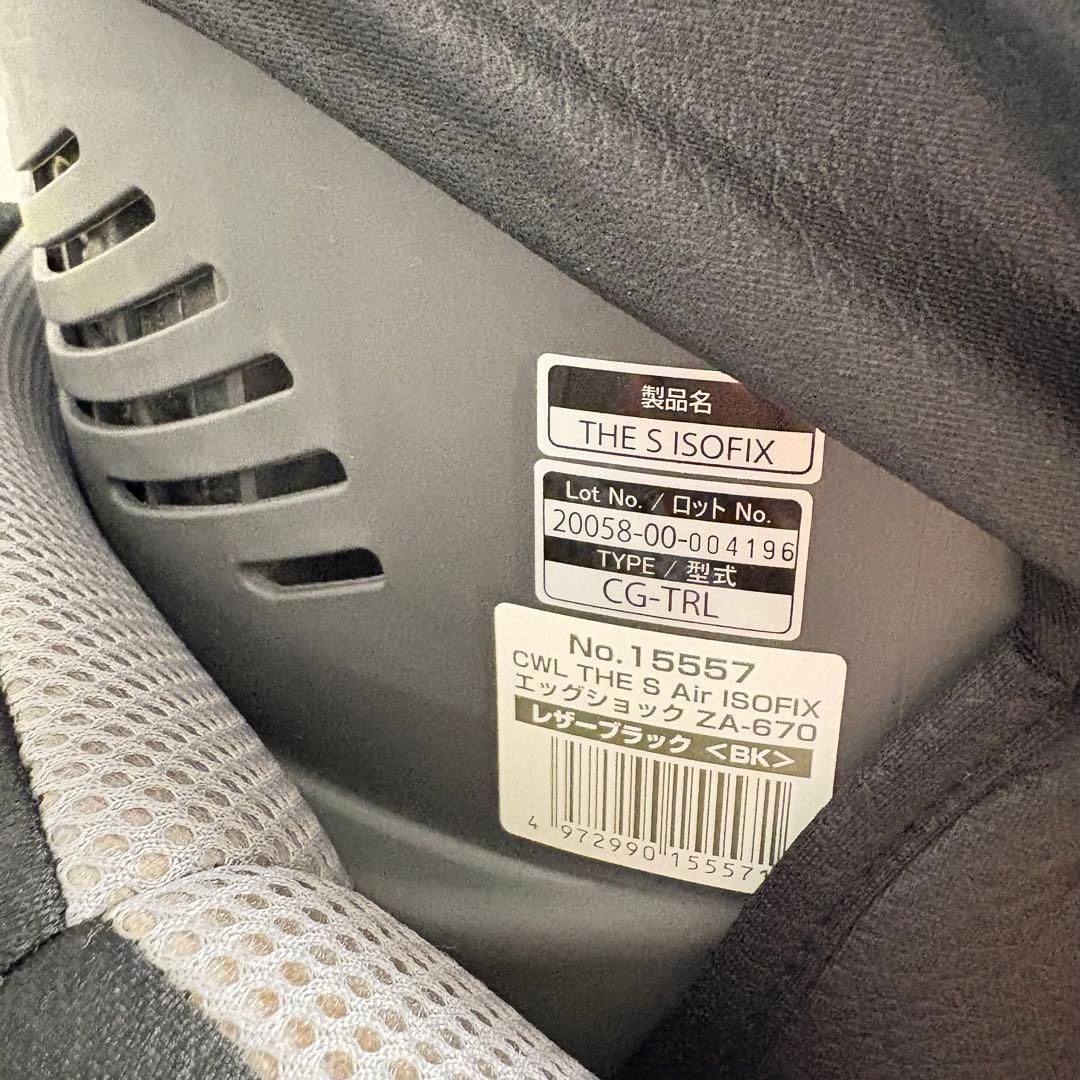 製品名
THE S ISOFIX
Lot No. / ロット No.
20058-00-004196
TYPE / 型式
CG-TRL
No.15557
CWL THE S Air ISOFIX
エッグショック ZA-670
レザーブラック <BK>
4 972990 155571